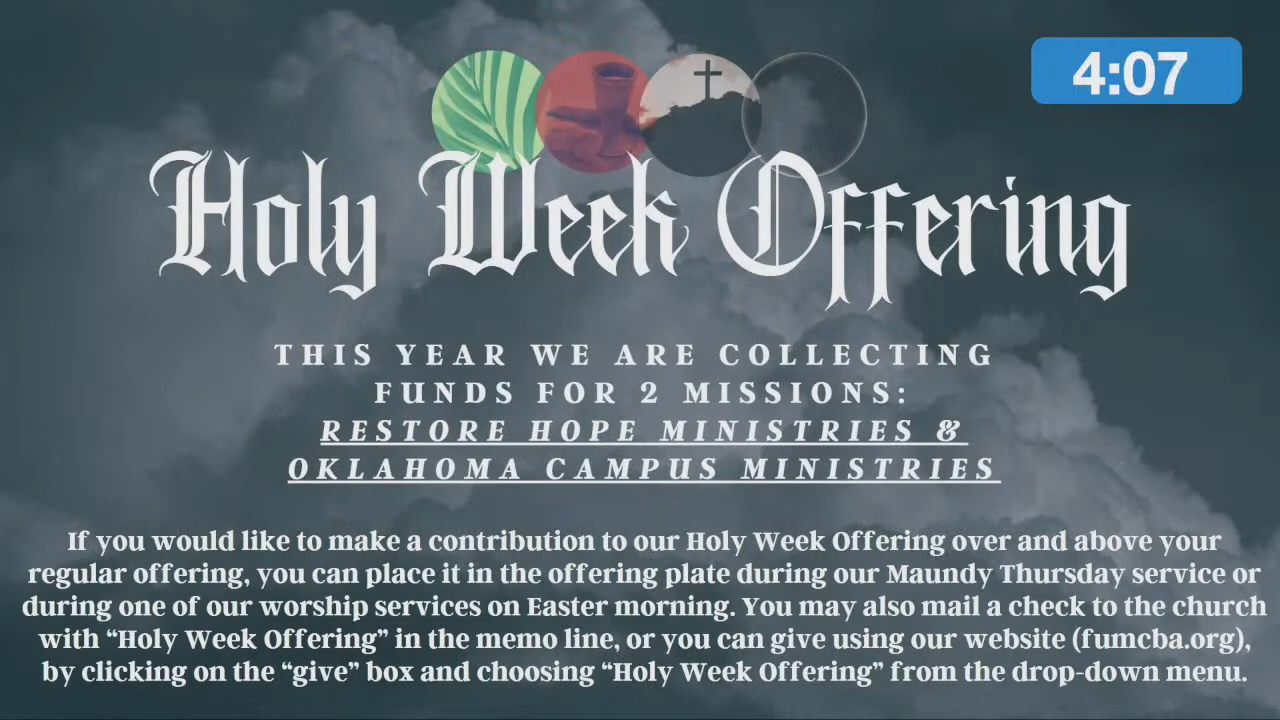 4:07
Holy Week Offering
THIS YEAR WE ARE COLLECTING
FUNDS FOR 2 MISSIONS:
RESTORE HOPE MINISTRIES &
OKLAHOMA CAMPUS MINISTRIES
If you would like to make a contribution to our Holy Week Offering over and above your
regular offering, you can place it in the offering plate during our Maundy Thursday service or
during one of our worship services on Easter morning. You may also mail a check to the church
with “Holy Week Offering” in the memo line, or you can give using our website (fumcba.org),
by clicking on the “give” box and choosing “Holy Week Offering” from the drop-down menu.